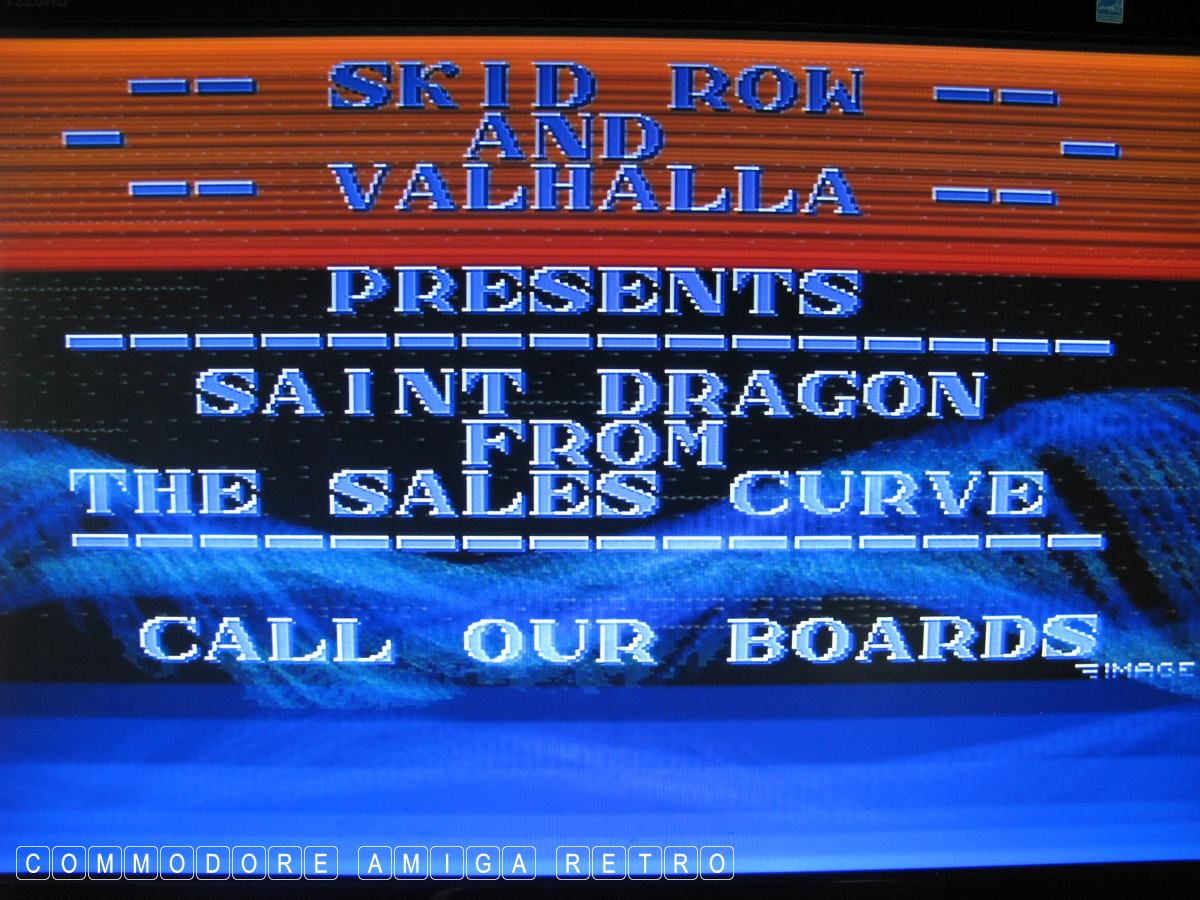 -- SKID ROW --
- AND -
-- VALHALLA --
PRESENTS
----------------
SAINT DRAGON
FROM
THE SALES CURVE
----------------
CALL OUR BOARDS
IMAGE
COMMODORE AMIGA RETRO